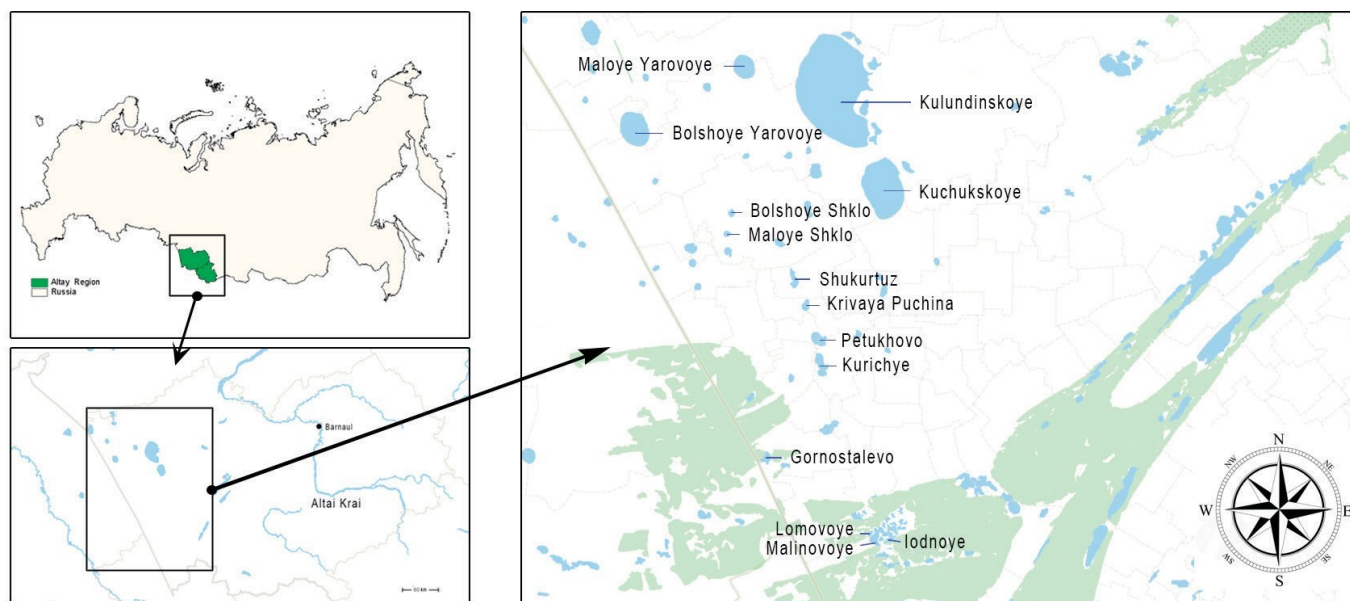 Altay Region
Russia
Barnaul
Altai Krai
Maloye Yarovoye
Kulundinskoye
Bolshoye Yarovoye
Kuchukskoye
Bolshoye Shklo
Maloye Shklo
Shukurtuz
Krivaya Puchina
Petukhovo
Kurichye
Gornostalevo
Lomovoye
Malinovoye
Iodnoye
N
NW
NE
W
E
SW
SE
S